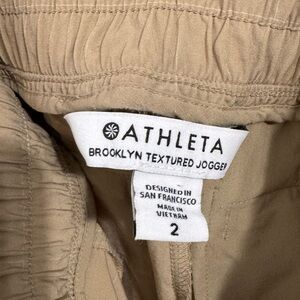 ATHLETA
BROOKLYN TEXTURED JOGGER
DESIGNED IN
SAN FRANCISCO
MADE IN
VIETNAM
2